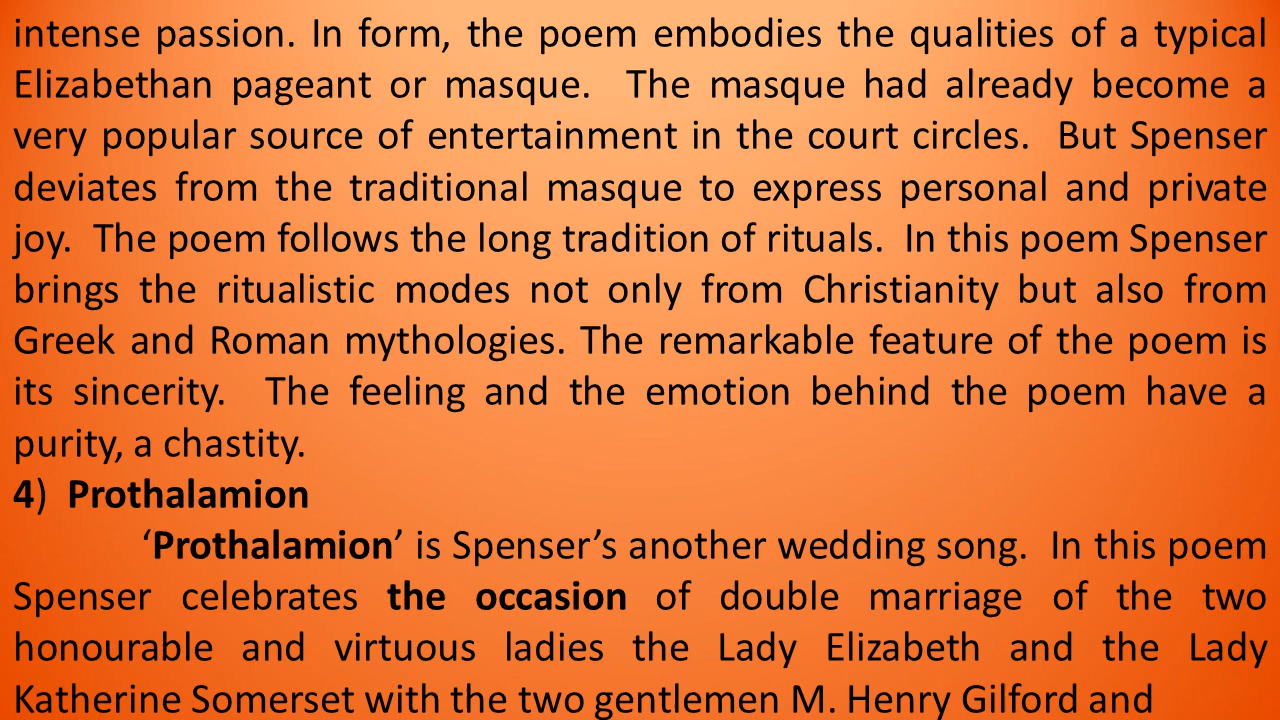 intense passion. In form, the poem embodies the qualities of a typical
Elizabethan pageant or masque.  The masque had already become a
very popular source of entertainment in the court circles.  But Spenser
deviates from the traditional masque to express personal and private
joy.  The poem follows the long tradition of rituals.  In this poem Spenser
brings the ritualistic modes not only from Christianity but also from
Greek and Roman mythologies. The remarkable feature of the poem is
its sincerity.  The feeling and the emotion behind the poem have a
purity, a chastity.
4)  Prothalamion
‘Prothalamion’ is Spenser’s another wedding song.  In this poem
Spenser celebrates the occasion of double marriage of the two
honourable and virtuous ladies the Lady Elizabeth and the Lady
Katherine Somerset with the two gentlemen M. Henry Gilford and